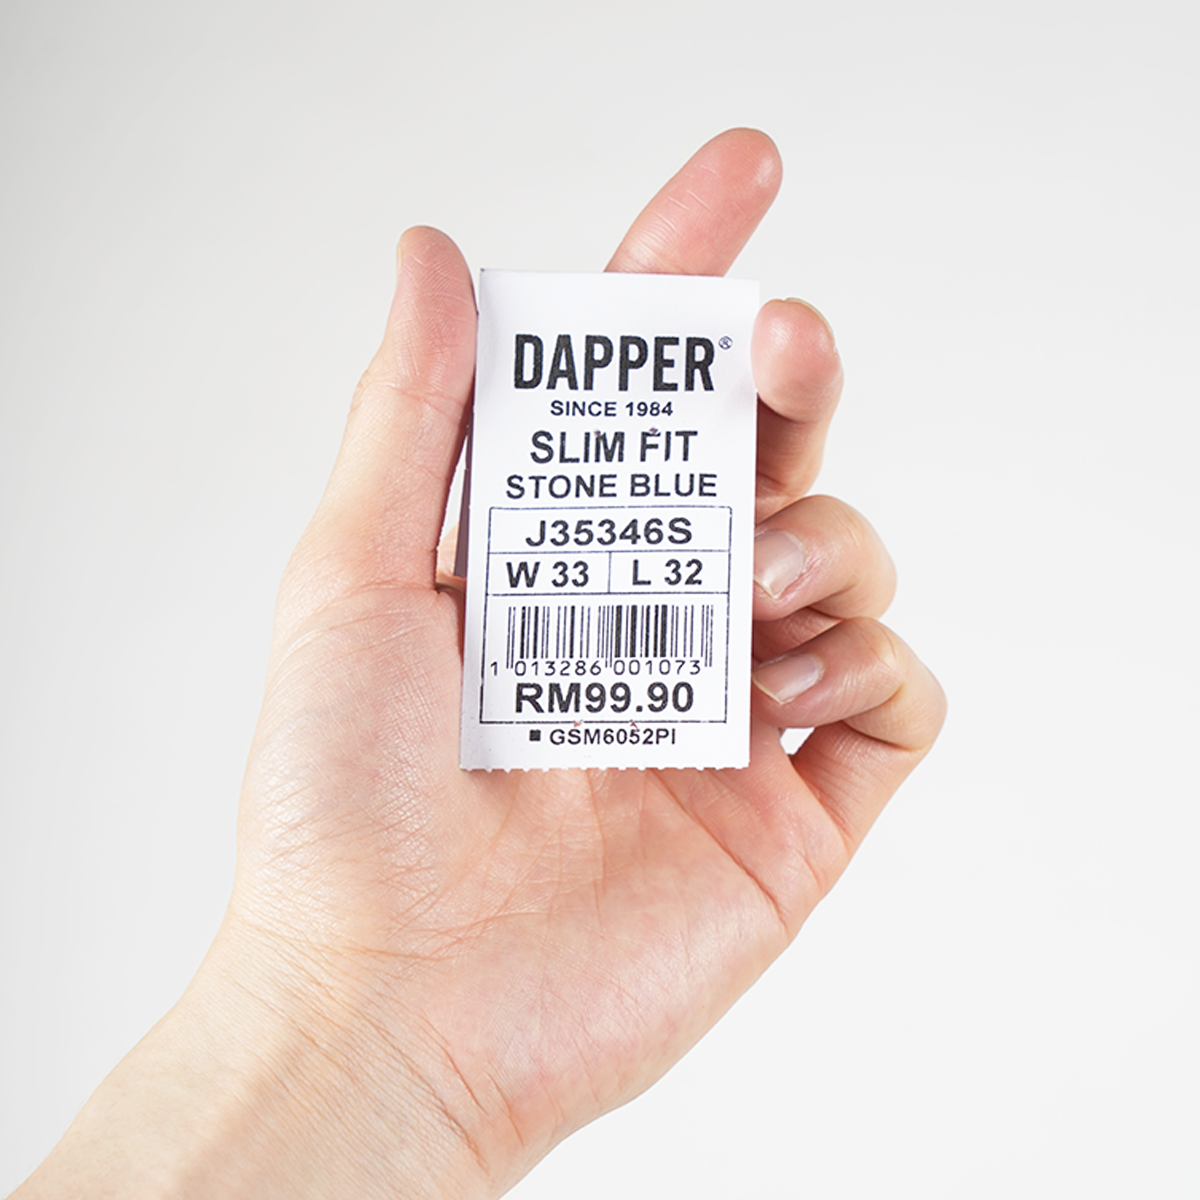 DAPPER®
SINCE 1984
SLIM FIT
STONE BLUE
J35346S
W 33 L 32
1 013286 001073
RM99.90
GSM6052PI